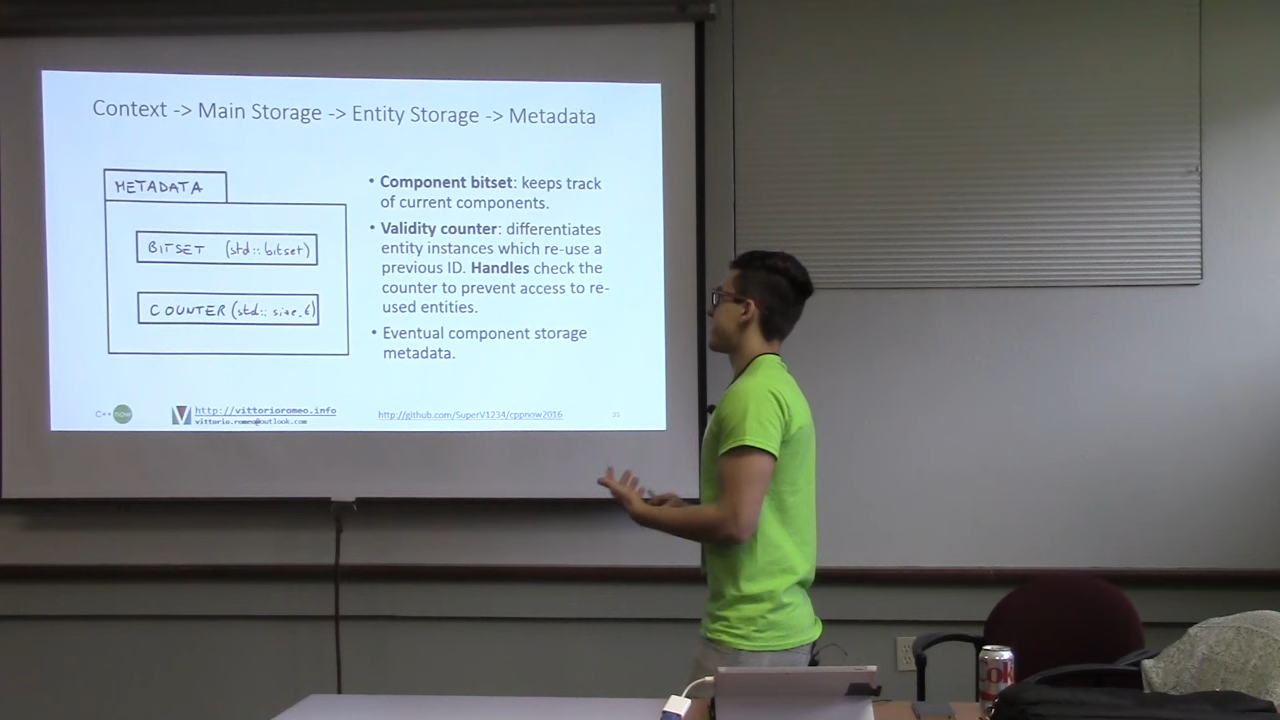 Context -> Main Storage -> Entity Storage -> Metadata
METADATA
BITSET (std::bitset)
COUNTER (std::size_t)
• Component bitset: keeps track
of current components.
• Validity counter: differentiates
entity instances which re-use a
previous ID. Handles check the
counter to prevent access to re-
used entities.
• Eventual component storage
metadata.
C++ now
http://vittorioromeo.info
vittorio.romeo@outlook.com
http://github.com/SuperV1234/cppnow2016
35
Coke